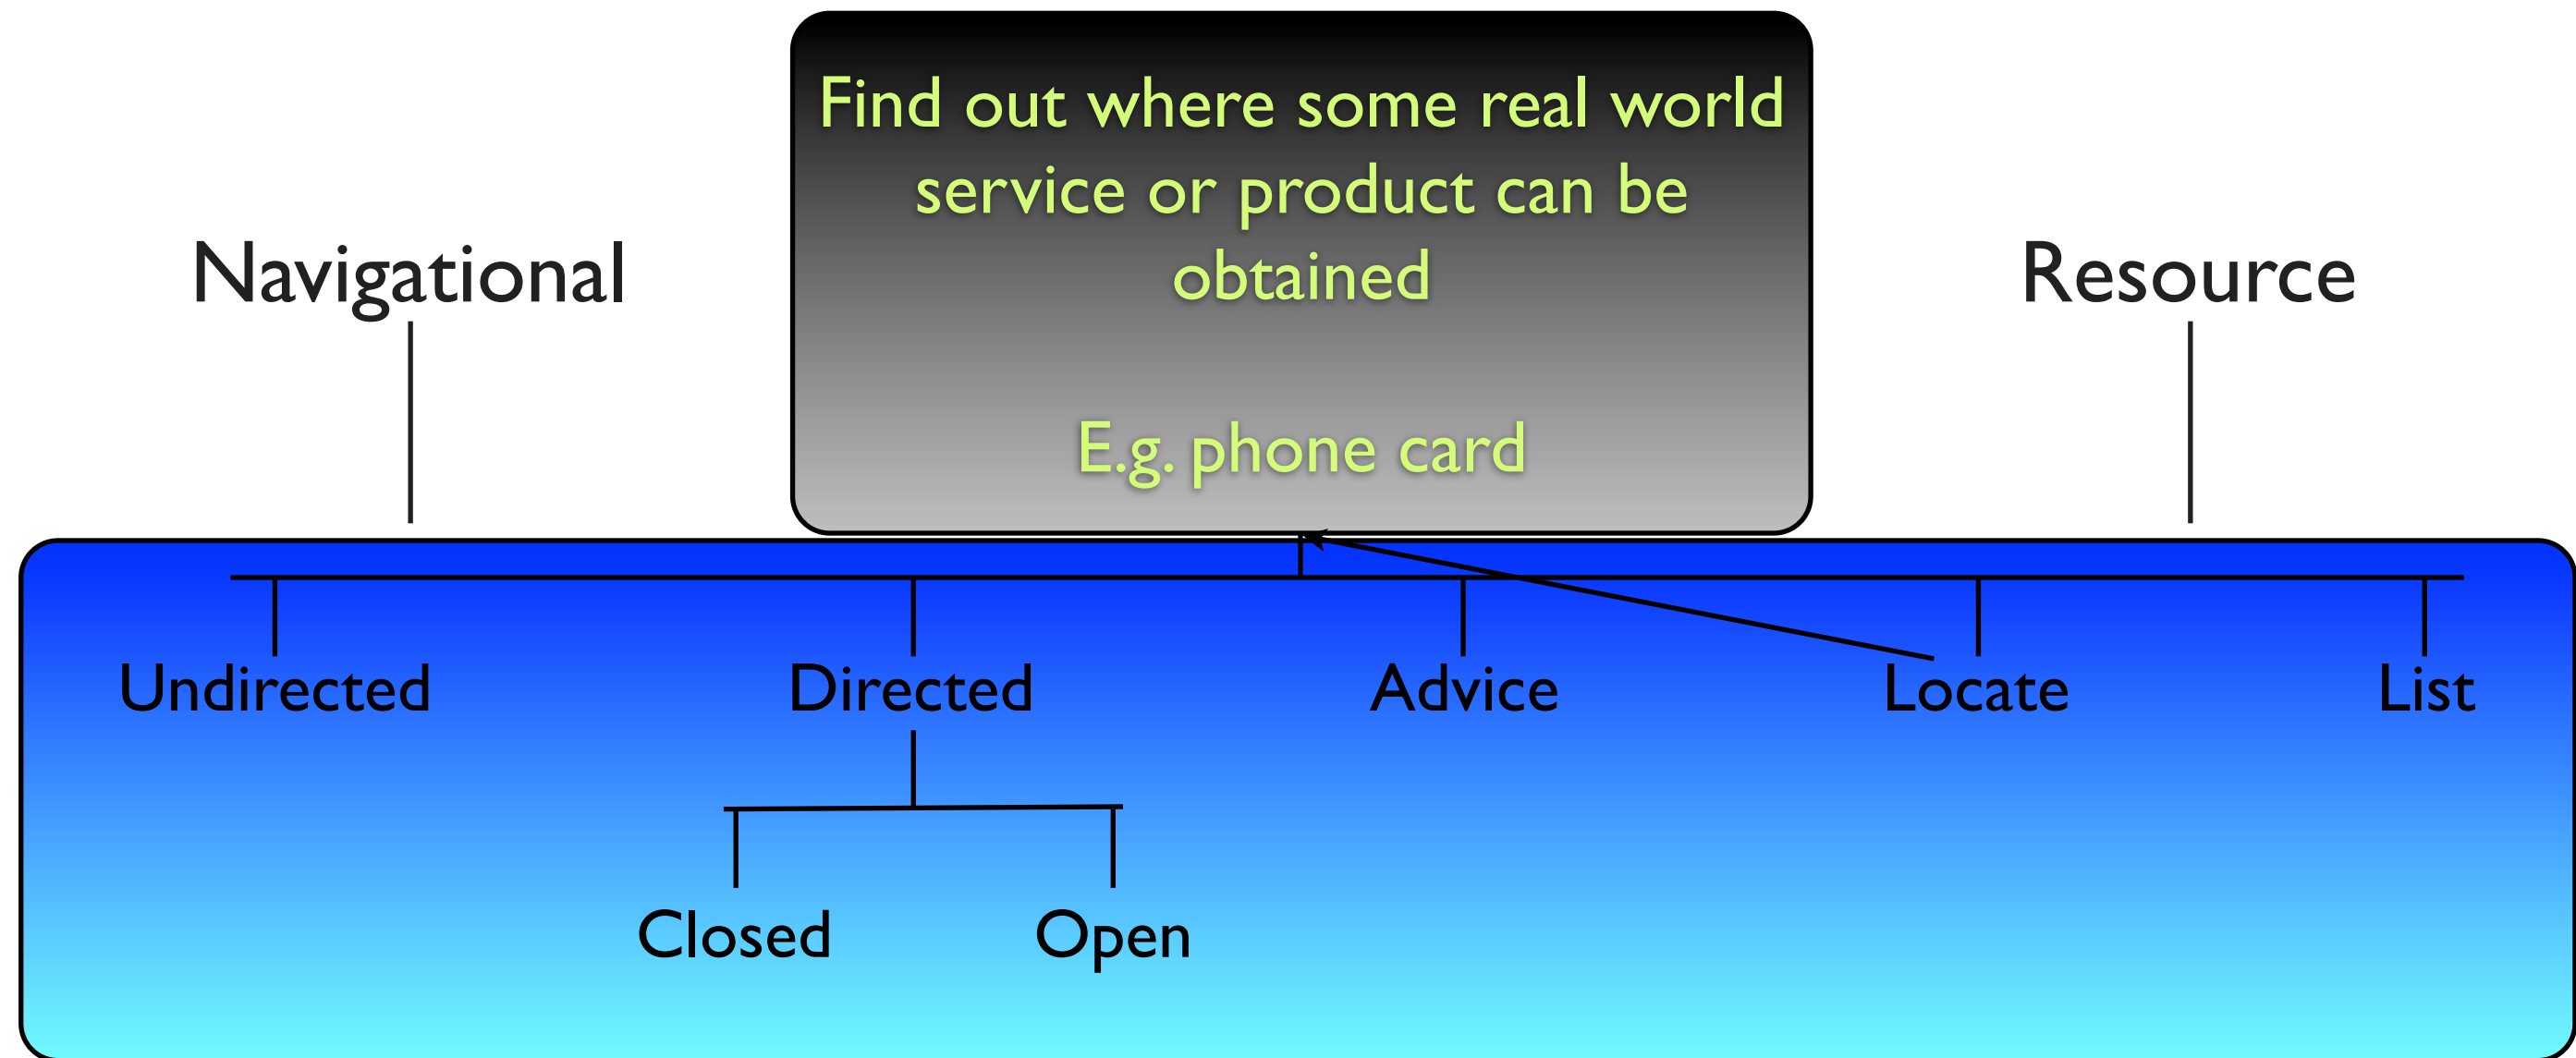 Find out where some real world
service or product can be
obtained
E.g. phone card
Navigational
Resource
Undirected
Directed
Advice
Locate
List
Closed
Open